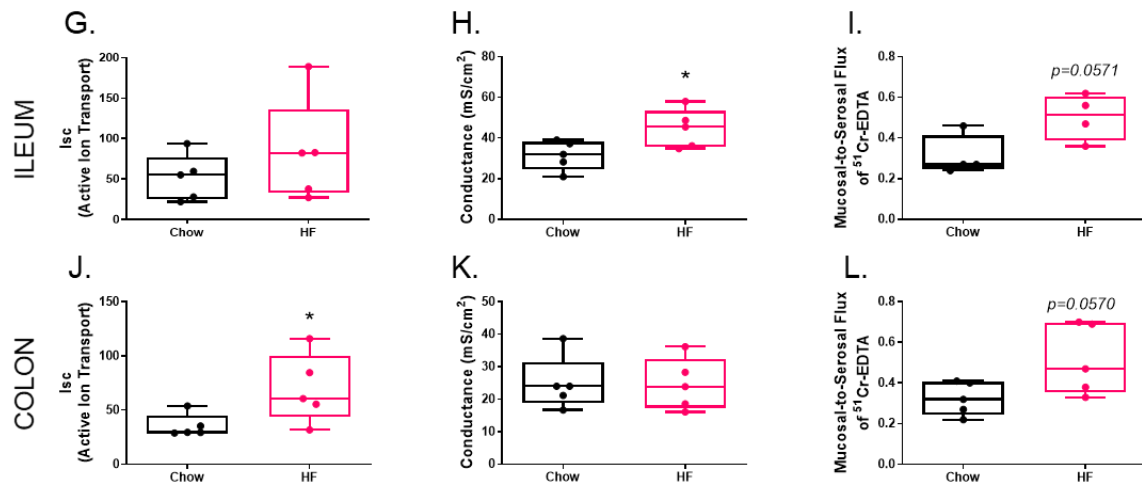 G.
H.
I.
ILEUM
Isc
(Active Ion Transport)
200
150
100
50
0
Chow
HF
Conductance (mS/cm²)
80
60
40
20
0
*
Chow
HF
Mucosal-to-Serosal Flux
of ⁵¹Cr-EDTA
0.8
0.6
0.4
0.2
0.0
p=0.0571
Chow
HF
J.
K.
L.
COLON
Isc
(Active Ion Transport)
150
100
50
0
*
Chow
HF
Conductance (mS/cm²)
50
40
30
20
10
0
Chow
HF
Mucosal-to-Serosal Flux
of ⁵¹Cr-EDTA
0.8
0.6
0.4
0.2
0.0
p=0.0570
Chow
HF